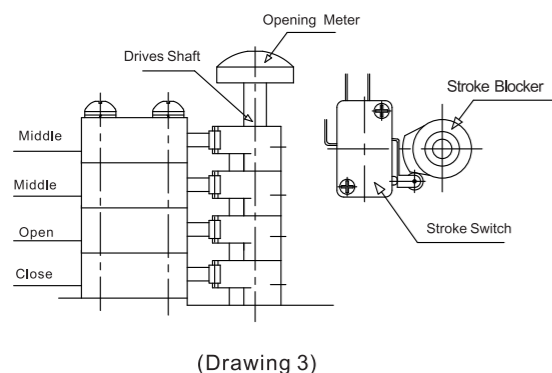 Opening Meter
Drives Shaft
Stroke Blocker
Middle
Middle
Open
Stroke Switch
Close
(Drawing 3)